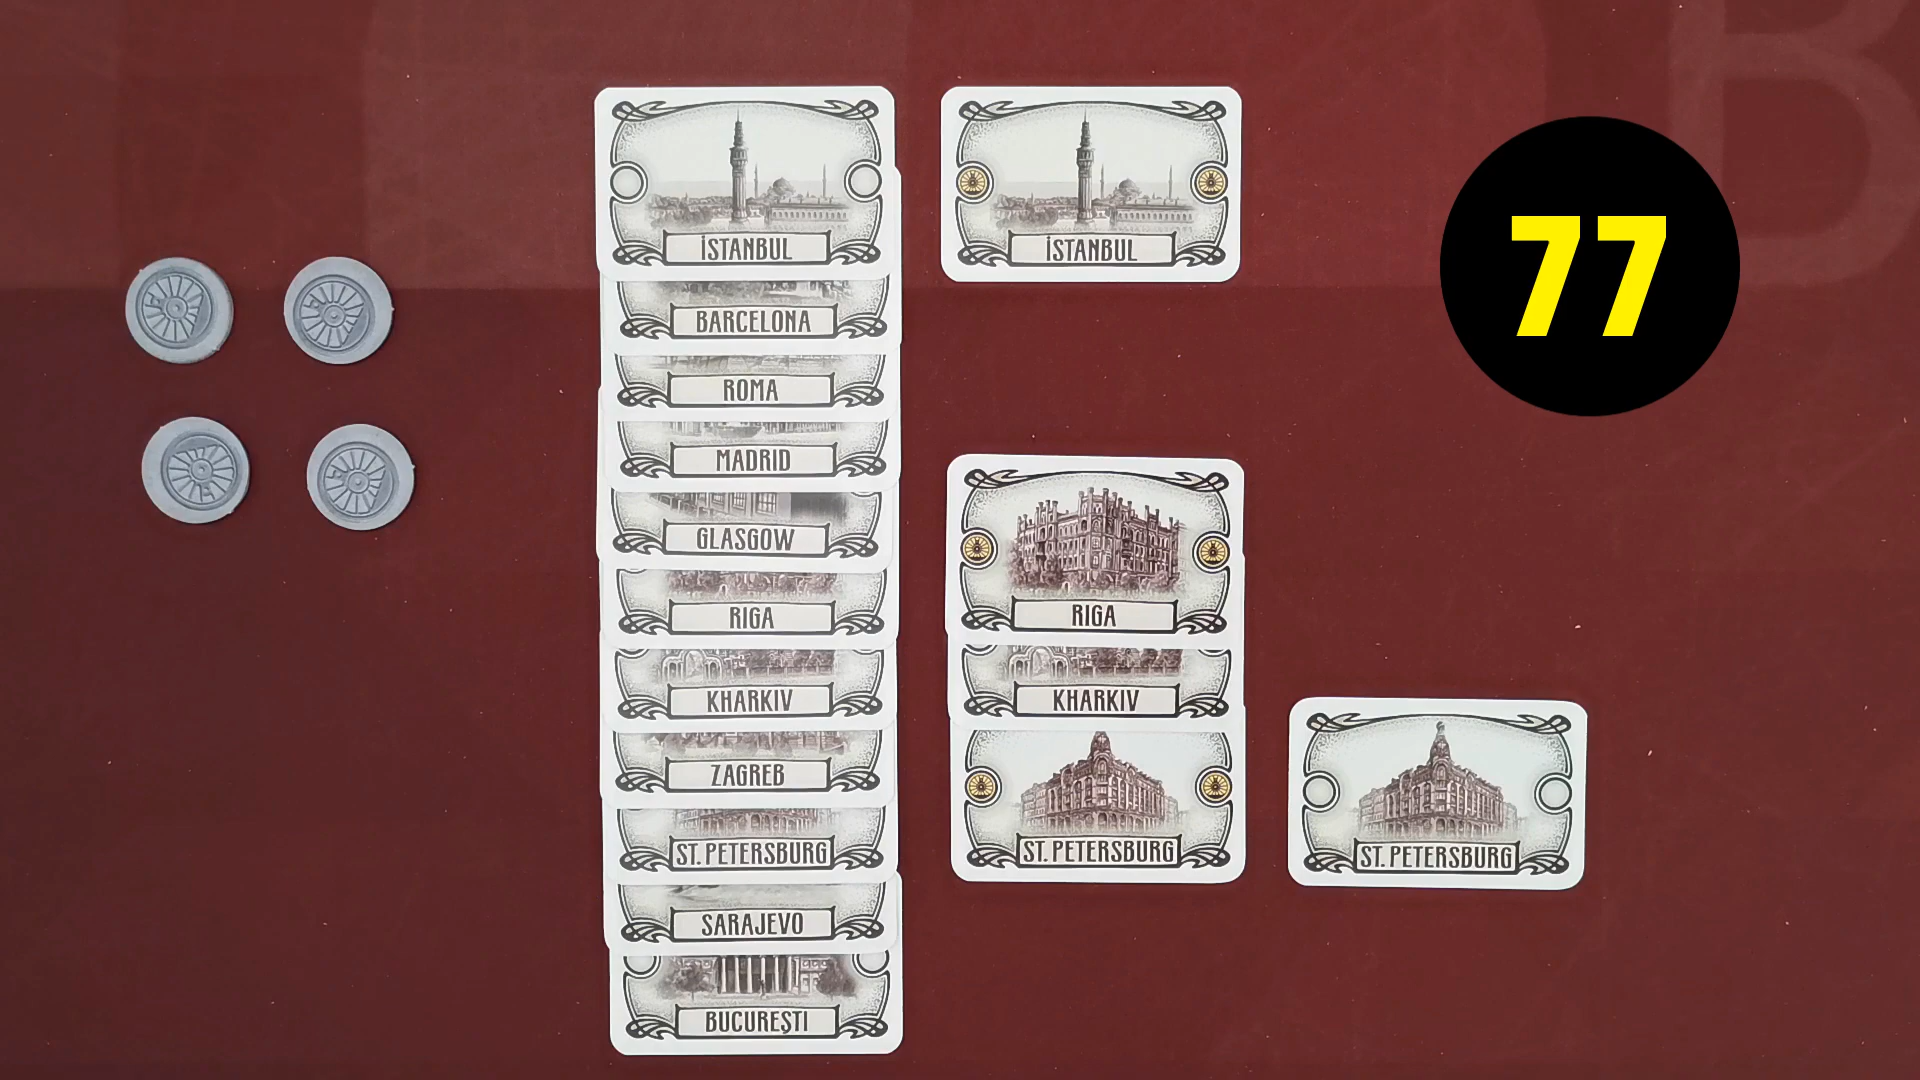 İSTANBUL
BARCELONA
ROMA
MADRID
GLASGOW
RIGA
KHARKIV
ZAGREB
ST. PETERSBURG
SARAJEVO
BUCUREŞTI
İSTANBUL
RIGA
KHARKIV
ST. PETERSBURG
ST. PETERSBURG
77
B